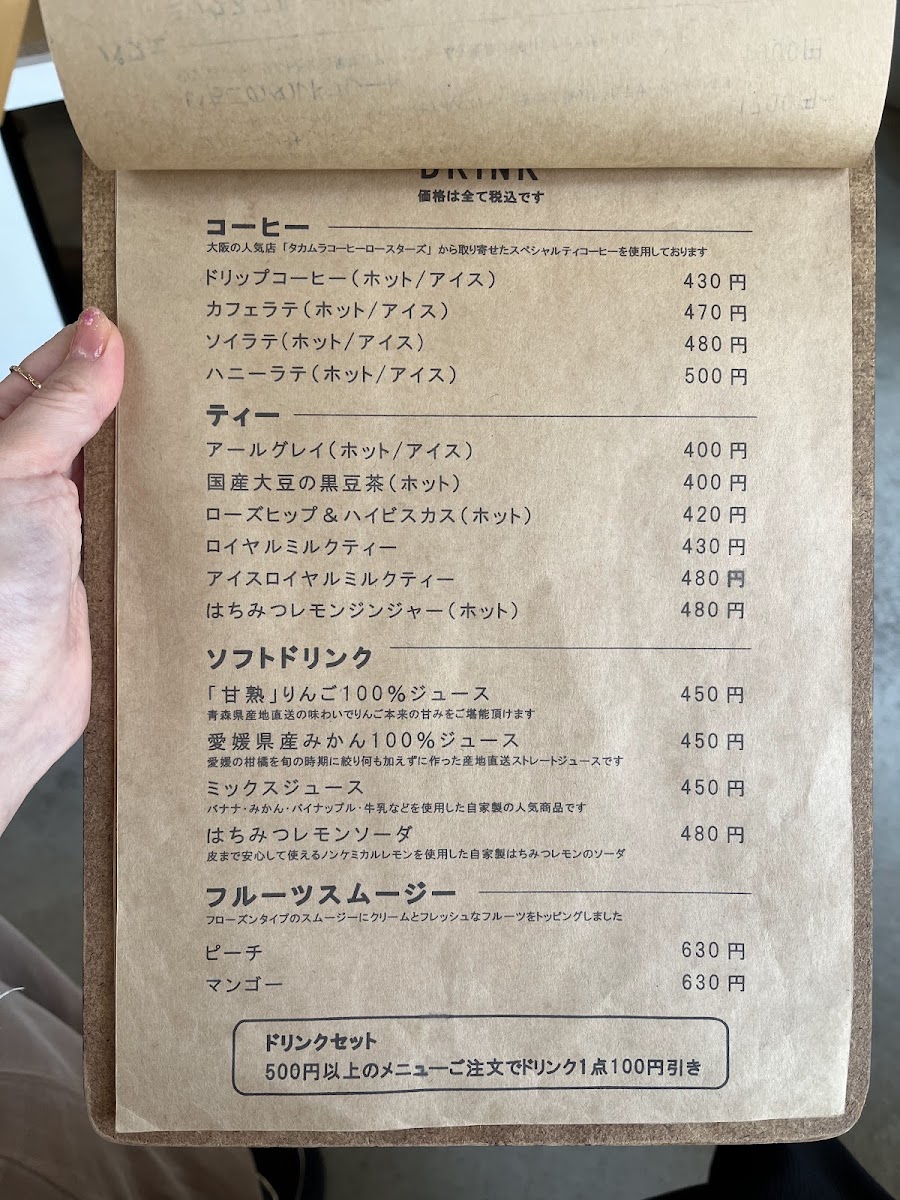 DRINK
価格は全て税込です
コーヒー
大阪の人気店「タカムラコーヒーロースターズ」から取り寄せたスペシャルティコーヒーを使用しております
ドリップコーヒー(ホット/アイス) 430円
カフェラテ(ホット/アイス) 470円
ソイラテ(ホット/アイス) 480円
ハニーラテ(ホット/アイス) 500円
ティー
アールグレイ(ホット/アイス) 400円
国産大豆の黒豆茶(ホット) 400円
ローズヒップ&ハイビスカス(ホット) 420円
ロイヤルミルクティー 430円
アイスロイヤルミルクティー 480円
はちみつレモンジンジャー(ホット) 480円
ソフトドリンク
「甘熟」りんご100%ジュース 450円
青森県産地直送の味わいでりんご本来の甘みをご堪能頂けます
愛媛県産みかん100%ジュース 450円
愛媛の柑橘を旬の時期に絞り何も加えずに作った産地直送ストレートジュースです
ミックスジュース 450円
バナナ・みかん・パイナップル・牛乳などを使用した自家製の人気商品です
はちみつレモンソーダ 480円
皮まで安心して使えるノンケミカルレモンを使用した自家製はちみつレモンのソーダ
フルーツスムージー
フローズンタイプのスムージーにクリームとフレッシュなフルーツをトッピングしました
ピーチ 630円
マンゴー 630円
ドリンクセット
500円以上のメニューご注文でドリンク1点100円引き